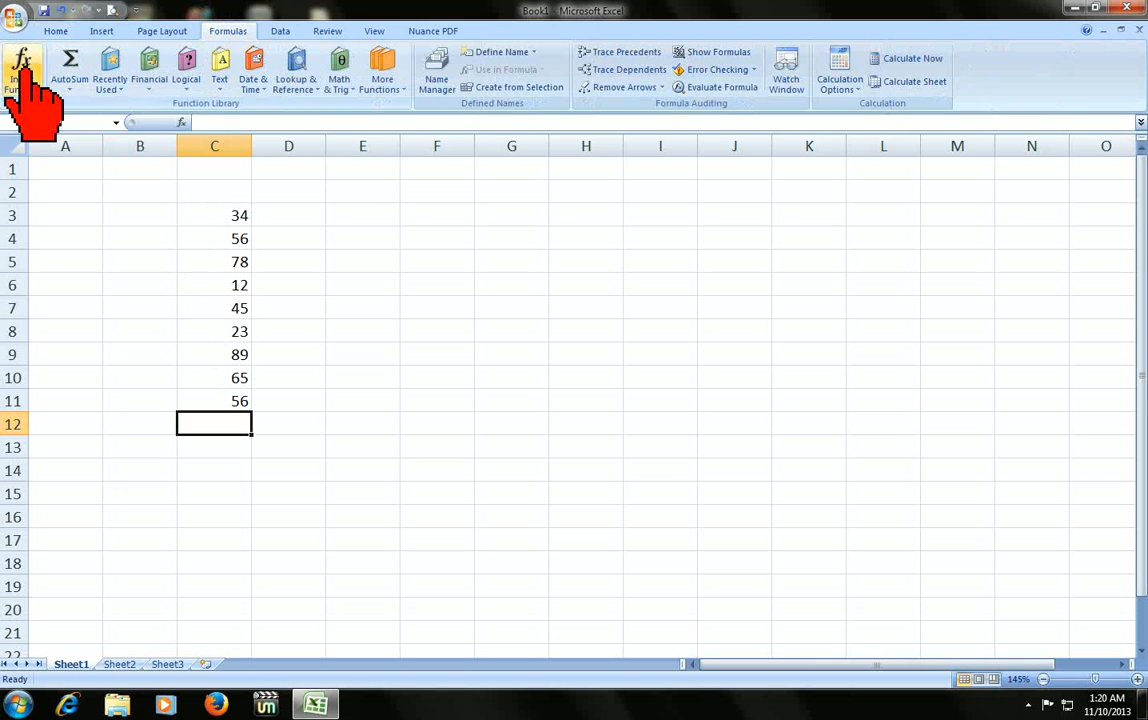 Book1 - Microsoft Excel
Home Insert Page Layout Formulas Data Review View Nuance PDF
fx AutoSum Recently Used Financial Logical Text Date & Time Lookup & Reference Math & Trig More Functions
Function Library
Name Manager Define Name Use in Formula Create from Selection
Defined Names
Trace Precedents Trace Dependents Remove Arrows Show Formulas Error Checking Evaluate Formula Watch Window
Formula Auditing
Calculation Options Calculate Now Calculate Sheet
Calculation
fx
A B C D E F G H I J K L M N O
1
2
3 34
4 56
5 78
6 12
7 45
8 23
9 89
10 65
11 56
12
13
14
15
16
17
18
19
20
21
22
Sheet1 Sheet2 Sheet3
Ready 145%
1:20 AM
11/10/2013